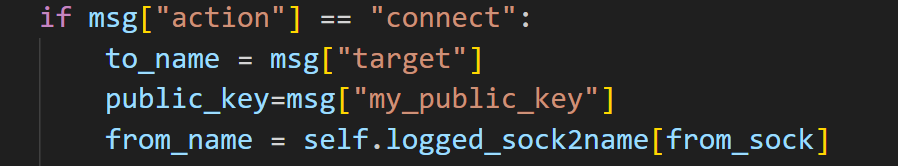 if msg["action"] == "connect":
to_name = msg["target"]
public_key=msg["my_public_key"]
from_name = self.logged_sock2name[from_sock]